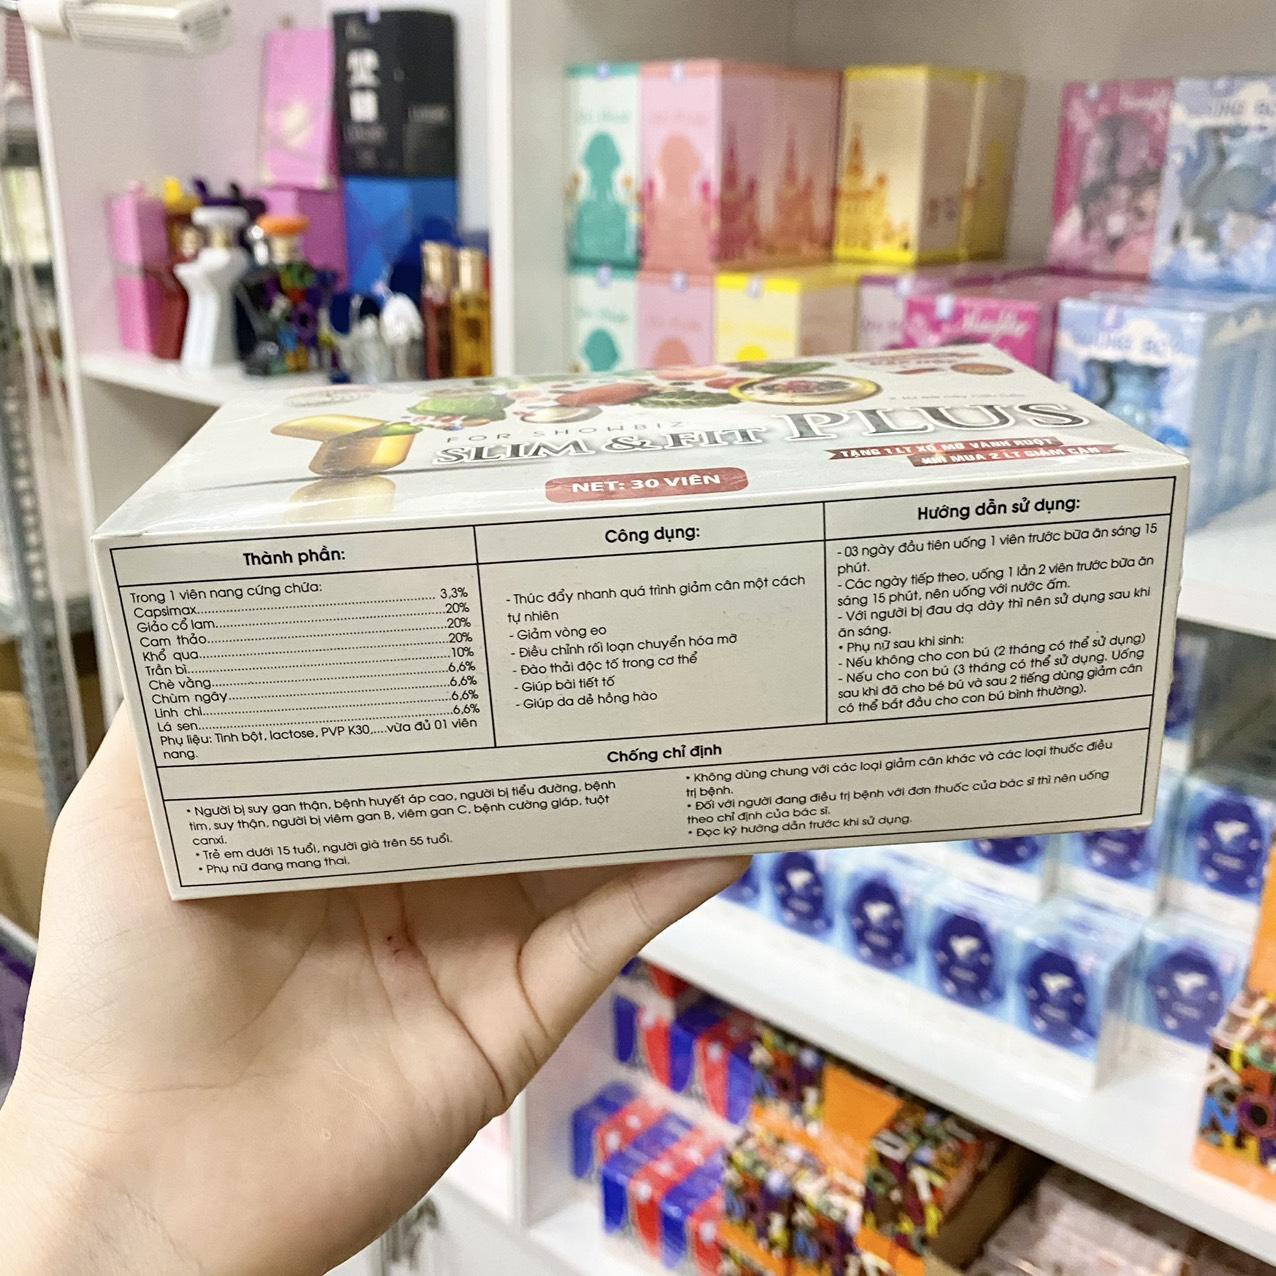 FOR SHOWBIZ
SLIM & FIT PLUS
TẶNG 1 LT XỔ MỠ VÀNH RUỘT
KHI MUA 2 LT GIẢM CÂN
NET: 30 VIÊN
Thành phần:
Trong 1 viên nang cứng chứa:
Capsimax........................ 3,3%
Giảo cổ lam........................20%
Cam thảo........................20%
Khổ qua........................20%
Trần bì........................10%
Chè vằng........................6,6%
Chùm ngây........................6,6%
Linh chi........................6,6%
Lá sen........................6,6%
Phụ liệu: Tinh bột, lactose, PVP K30,....vừa đủ 01 viên
nang.
Công dụng:
- Thúc đẩy nhanh quá trình giảm cân một cách
tự nhiên
- Giảm vòng eo
- Điều chỉnh rối loạn chuyển hóa mỡ
- Đào thải độc tố trong cơ thể
- Giúp bài tiết tố
- Giúp da dẻ hồng hào
Hướng dẫn sử dụng:
- 03 ngày đầu tiên uống 1 viên trước bữa ăn sáng 15
phút.
- Các ngày tiếp theo, uống 1 lần 2 viên trước bữa ăn
sáng 15 phút, nên uống với nước ấm.
- Với người bị đau dạ dày thì nên sử dụng sau khi
ăn sáng.
• Phụ nữ sau khi sinh:
- Nếu không cho con bú (2 tháng có thể sử dụng)
- Nếu cho con bú (3 tháng có thể sử dụng. Uống
sau khi đã cho bé bú và sau 2 tiếng dùng giảm cân
có thể bắt đầu cho con bú bình thường).
Chống chỉ định
• Người bị suy gan thận, bệnh huyết áp cao, người bị tiểu đường, bệnh
tim, suy thận, người bị viêm gan B, viêm gan C, bệnh cường giáp, tuột
canxi.
• Trẻ em dưới 15 tuổi, người già trên 55 tuổi.
• Phụ nữ đang mang thai.
• Không dùng chung với các loại giảm cân khác và các loại thuốc điều
trị bệnh.
• Đối với người đang điều trị bệnh với đơn thuốc của bác sĩ thì nên uống
theo chỉ định của bác sĩ.
• Đọc kỹ hướng dẫn trước khi sử dụng.